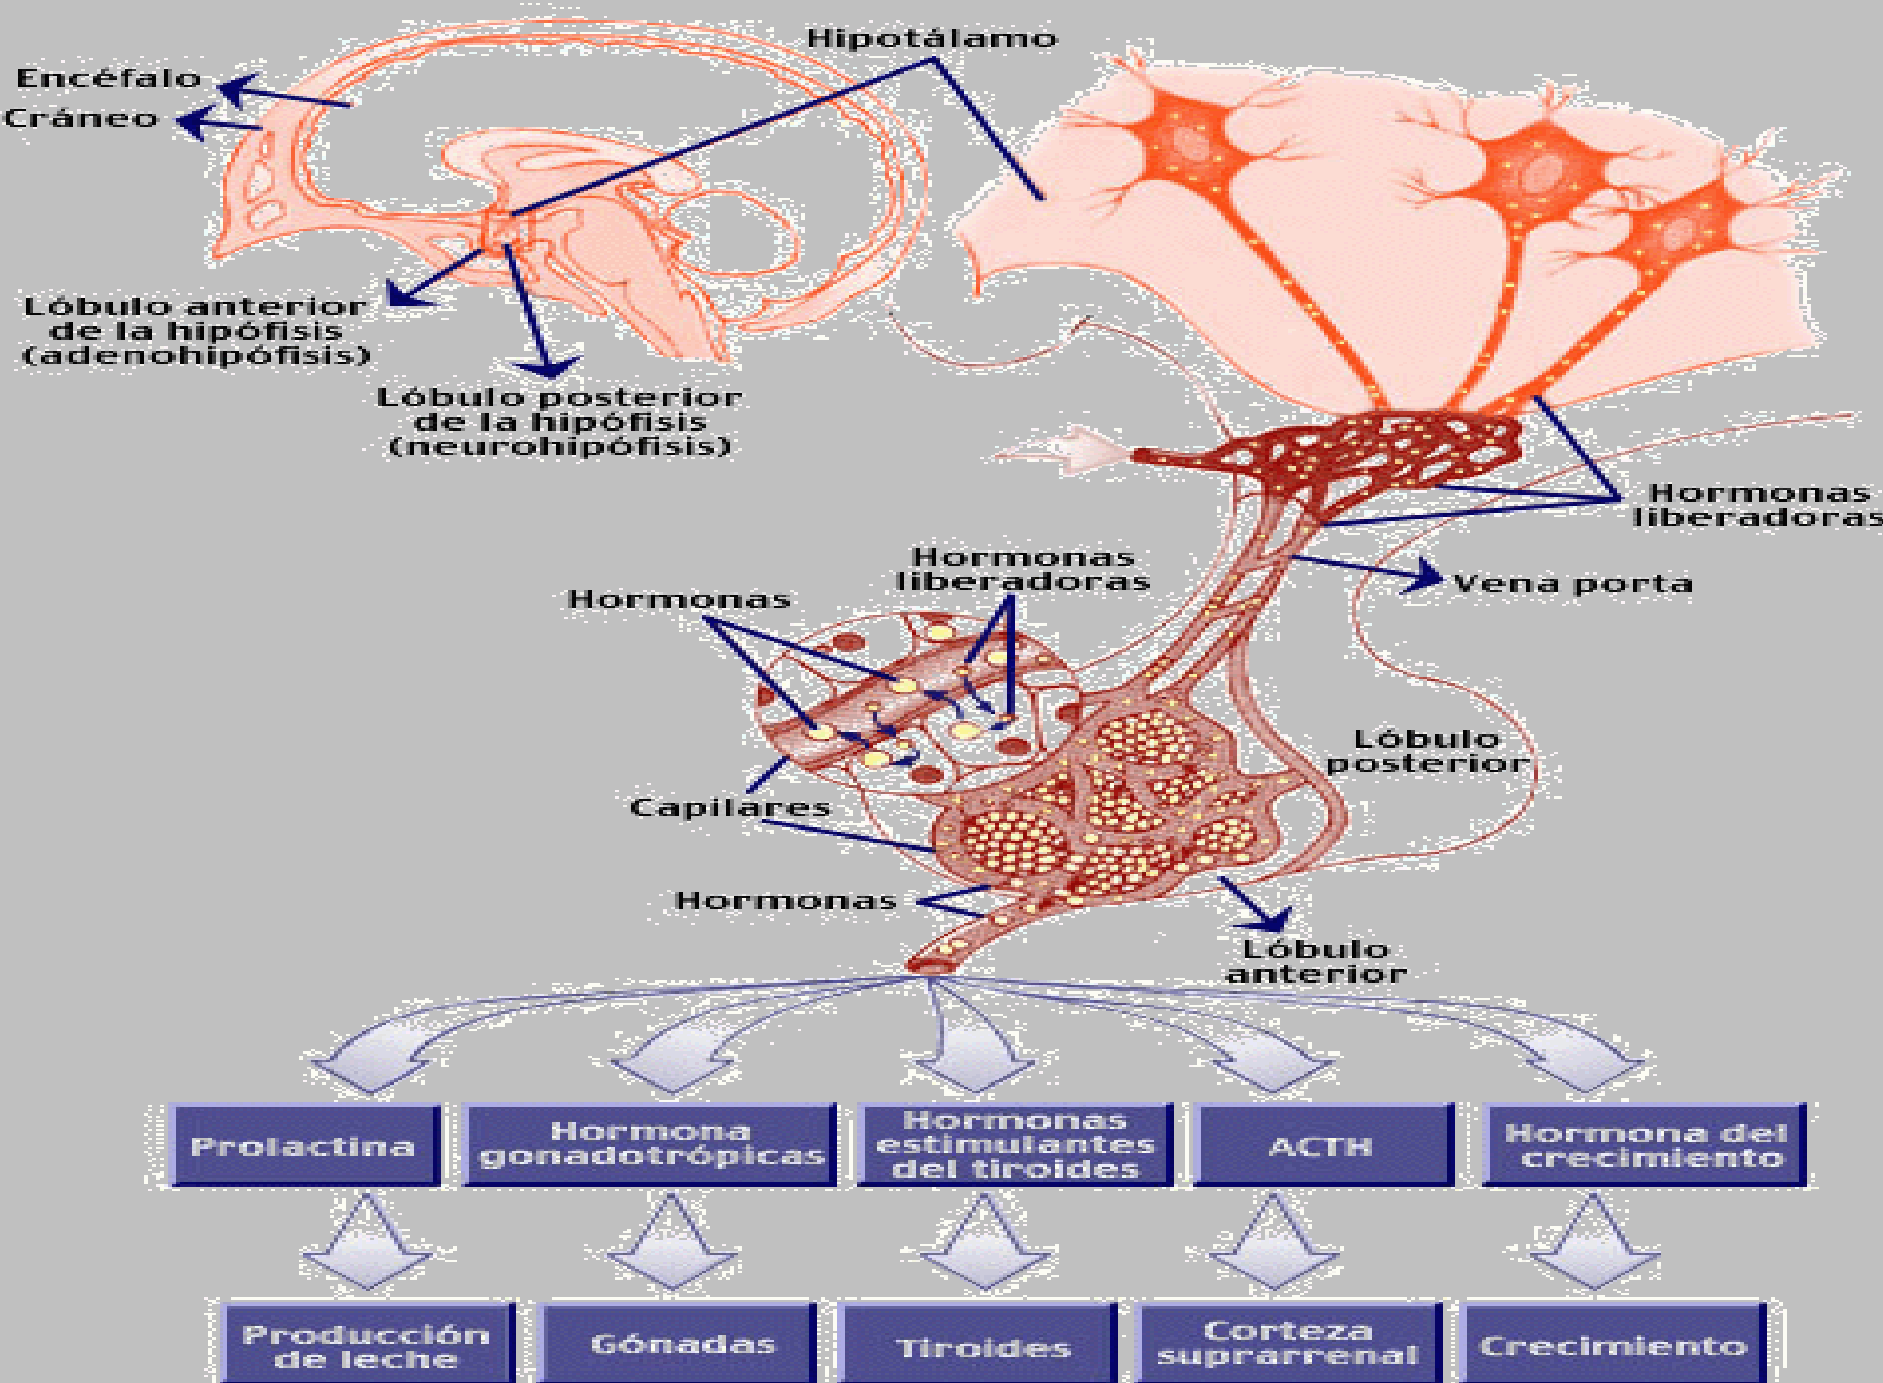 Hipotálamo
Encéfalo
Cráneo
Lóbulo anterior
de la hipófisis
(adenohipófisis)
Lóbulo posterior
de la hipófisis
(neurohipófisis)
Hormonas
liberadoras
Vena porta
Hormonas
liberadoras
Hormonas
Lóbulo
posterior
Capilares
Hormonas
Lóbulo
anterior
Prolactina
Hormona
gonadotrópicas
Hormonas
estimulantes
del tiroides
ACTH
Hormona del
crecimiento
Producción
de leche
Gónadas
Tiroides
Corteza
suprarrenal
Crecimiento